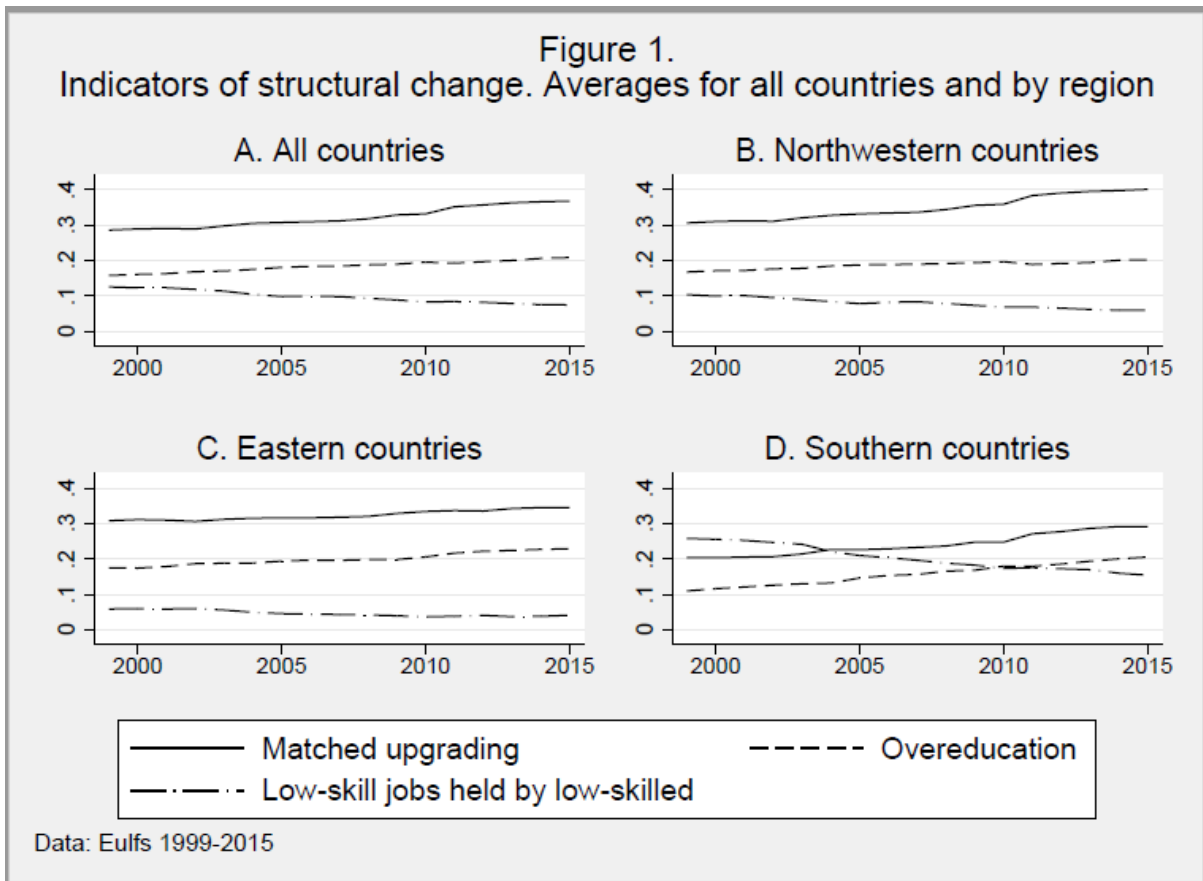 Figure 1.
Indicators of structural change. Averages for all countries and by region
A. All countries
.4
.3
.2
.1
0
2000 2005 2010 2015
B. Northwestern countries
.4
.3
.2
.1
0
2000 2005 2010 2015
C. Eastern countries
.4
.3
.2
.1
0
2000 2005 2010 2015
D. Southern countries
.4
.3
.2
.1
0
2000 2005 2010 2015
Matched upgrading Overeducation
Low-skill jobs held by low-skilled
Data: Eulfs 1999-2015